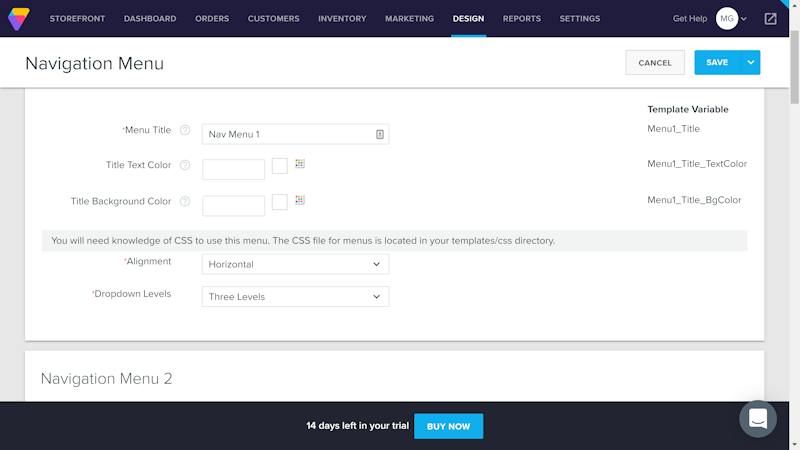 STOREFRONT DASHBOARD ORDERS CUSTOMERS INVENTORY MARKETING DESIGN REPORTS SETTINGS Get Help MG
Navigation Menu CANCEL SAVE
Template Variable
*Menu Title ? Nav Menu 1 Menu1_Title
Title Text Color ? Menu1_Title_TextColor
Title Background Color ? Menu1_Title_BgColor
You will need knowledge of CSS to use this menu. The CSS file for menus is located in your templates/css directory.
*Alignment Horizontal
*Dropdown Levels Three Levels
Navigation Menu 2
14 days left in your trial BUY NOW